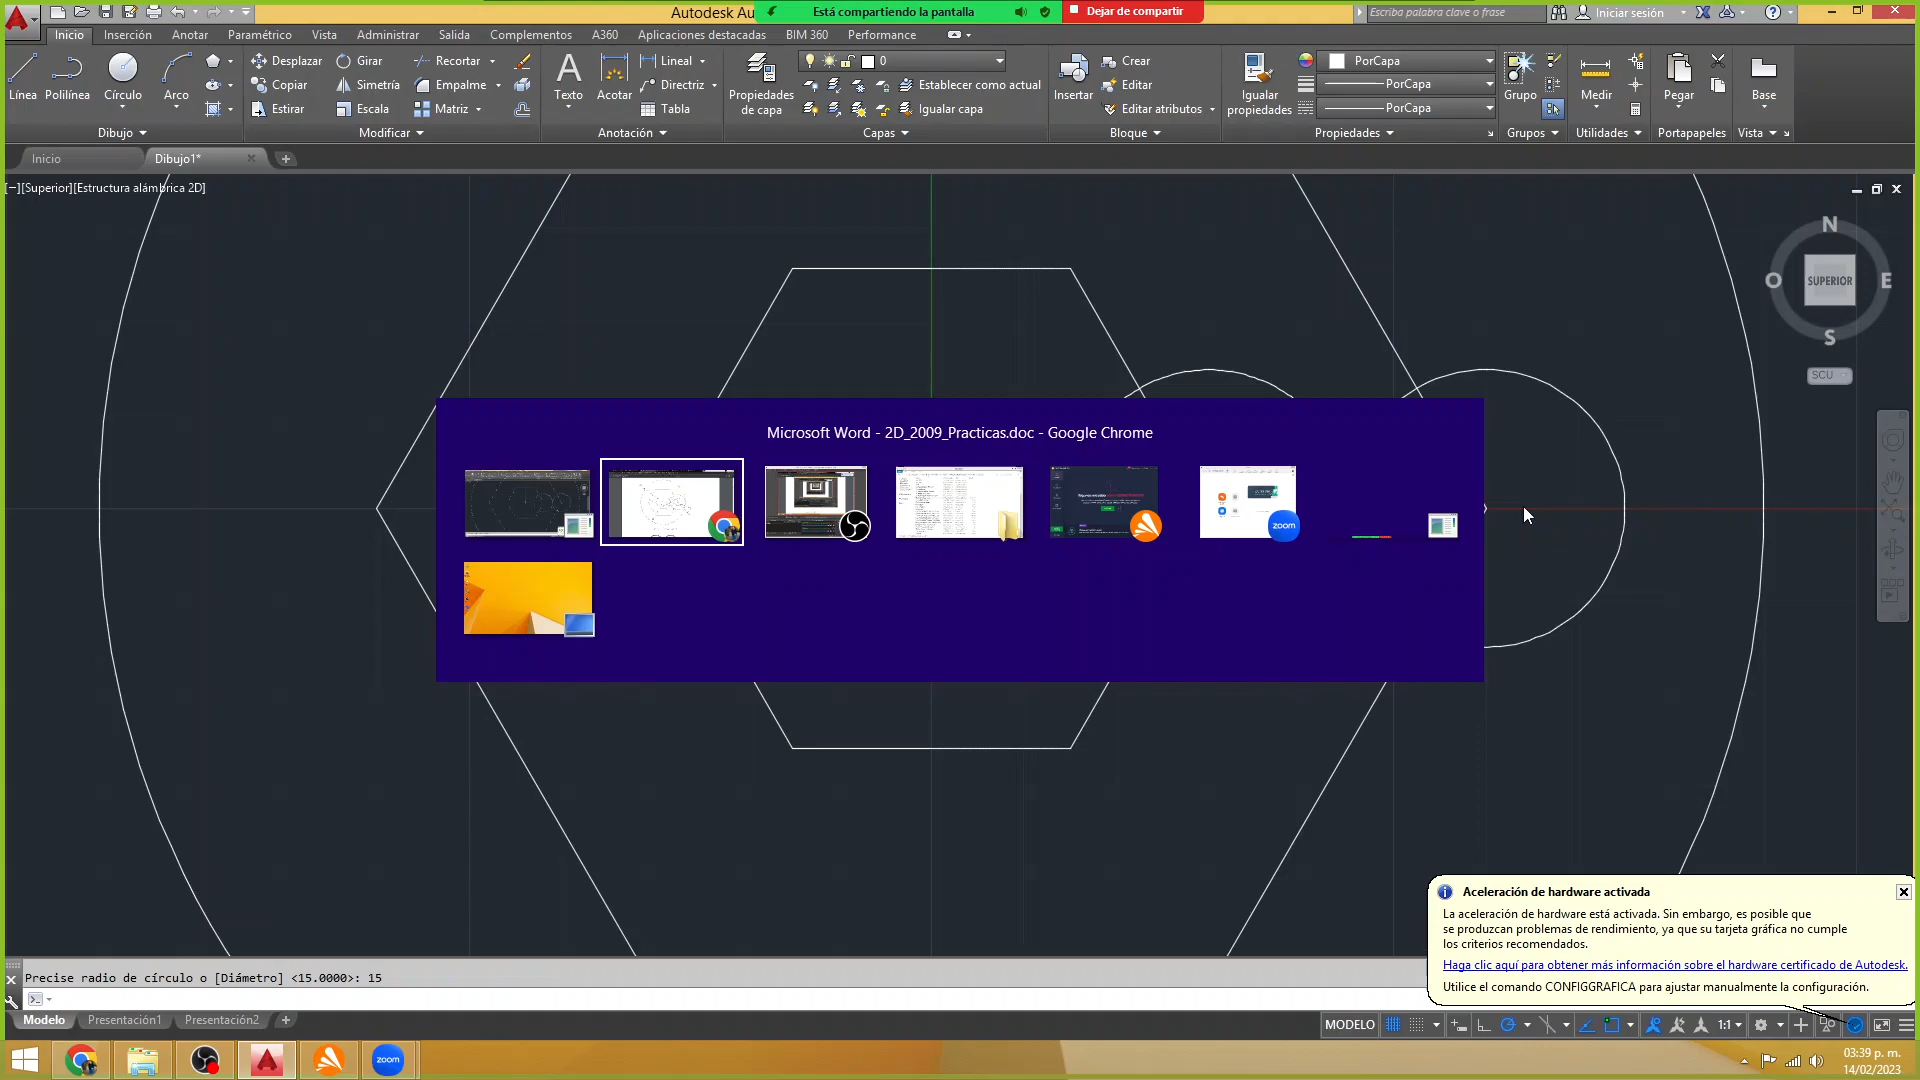 Autodesk Au
Está compartiendo la pantalla
Dejar de compartir
Escriba palabra clave o frase
Iniciar sesión
Inicio
Inserción
Anotar
Paramétrico
Vista
Administrar
Salida
Complementos
A360
Aplicaciones destacadas
BIM 360
Performance
Línea
Polilínea
Círculo
Arco
Desplazar
Girar
Recortar
Copiar
Simetría
Empalme
Estirar
Escala
Matriz
Texto
Acotar
Lineal
Directriz
Tabla
Propiedades
de capa
0
Establecer como actual
Igualar capa
Insertar
Crear
Editar
Editar atributos
Igualar
propiedades
PorCapa
PorCapa
PorCapa
Grupo
Medir
Pegar
Base
Dibujo
Modificar
Anotación
Capas
Bloque
Propiedades
Grupos
Utilidades
Portapapeles
Vista
Inicio
Dibujo1*
[−][Superior][Estructura alámbrica 2D]
N
O
SUPERIOR
E
S
SCU
Microsoft Word - 2D_2009_Practicas.doc - Google Chrome
zoom
Aceleración de hardware activada
La aceleración de hardware está activada. Sin embargo, es posible que
se produzcan problemas de rendimiento, ya que su tarjeta gráfica no cumple
los criterios recomendados.
Haga clic aquí para obtener más información sobre el hardware certificado de Autodesk.
Utilice el comando CONFIGGRAFICA para ajustar manualmente la configuración.
Precise radio de círculo o [Diámetro] <15.0000>: 15
Modelo
Presentación1
Presentación2
MODELO
1:1
zoom
03:39 p. m.
14/02/2023